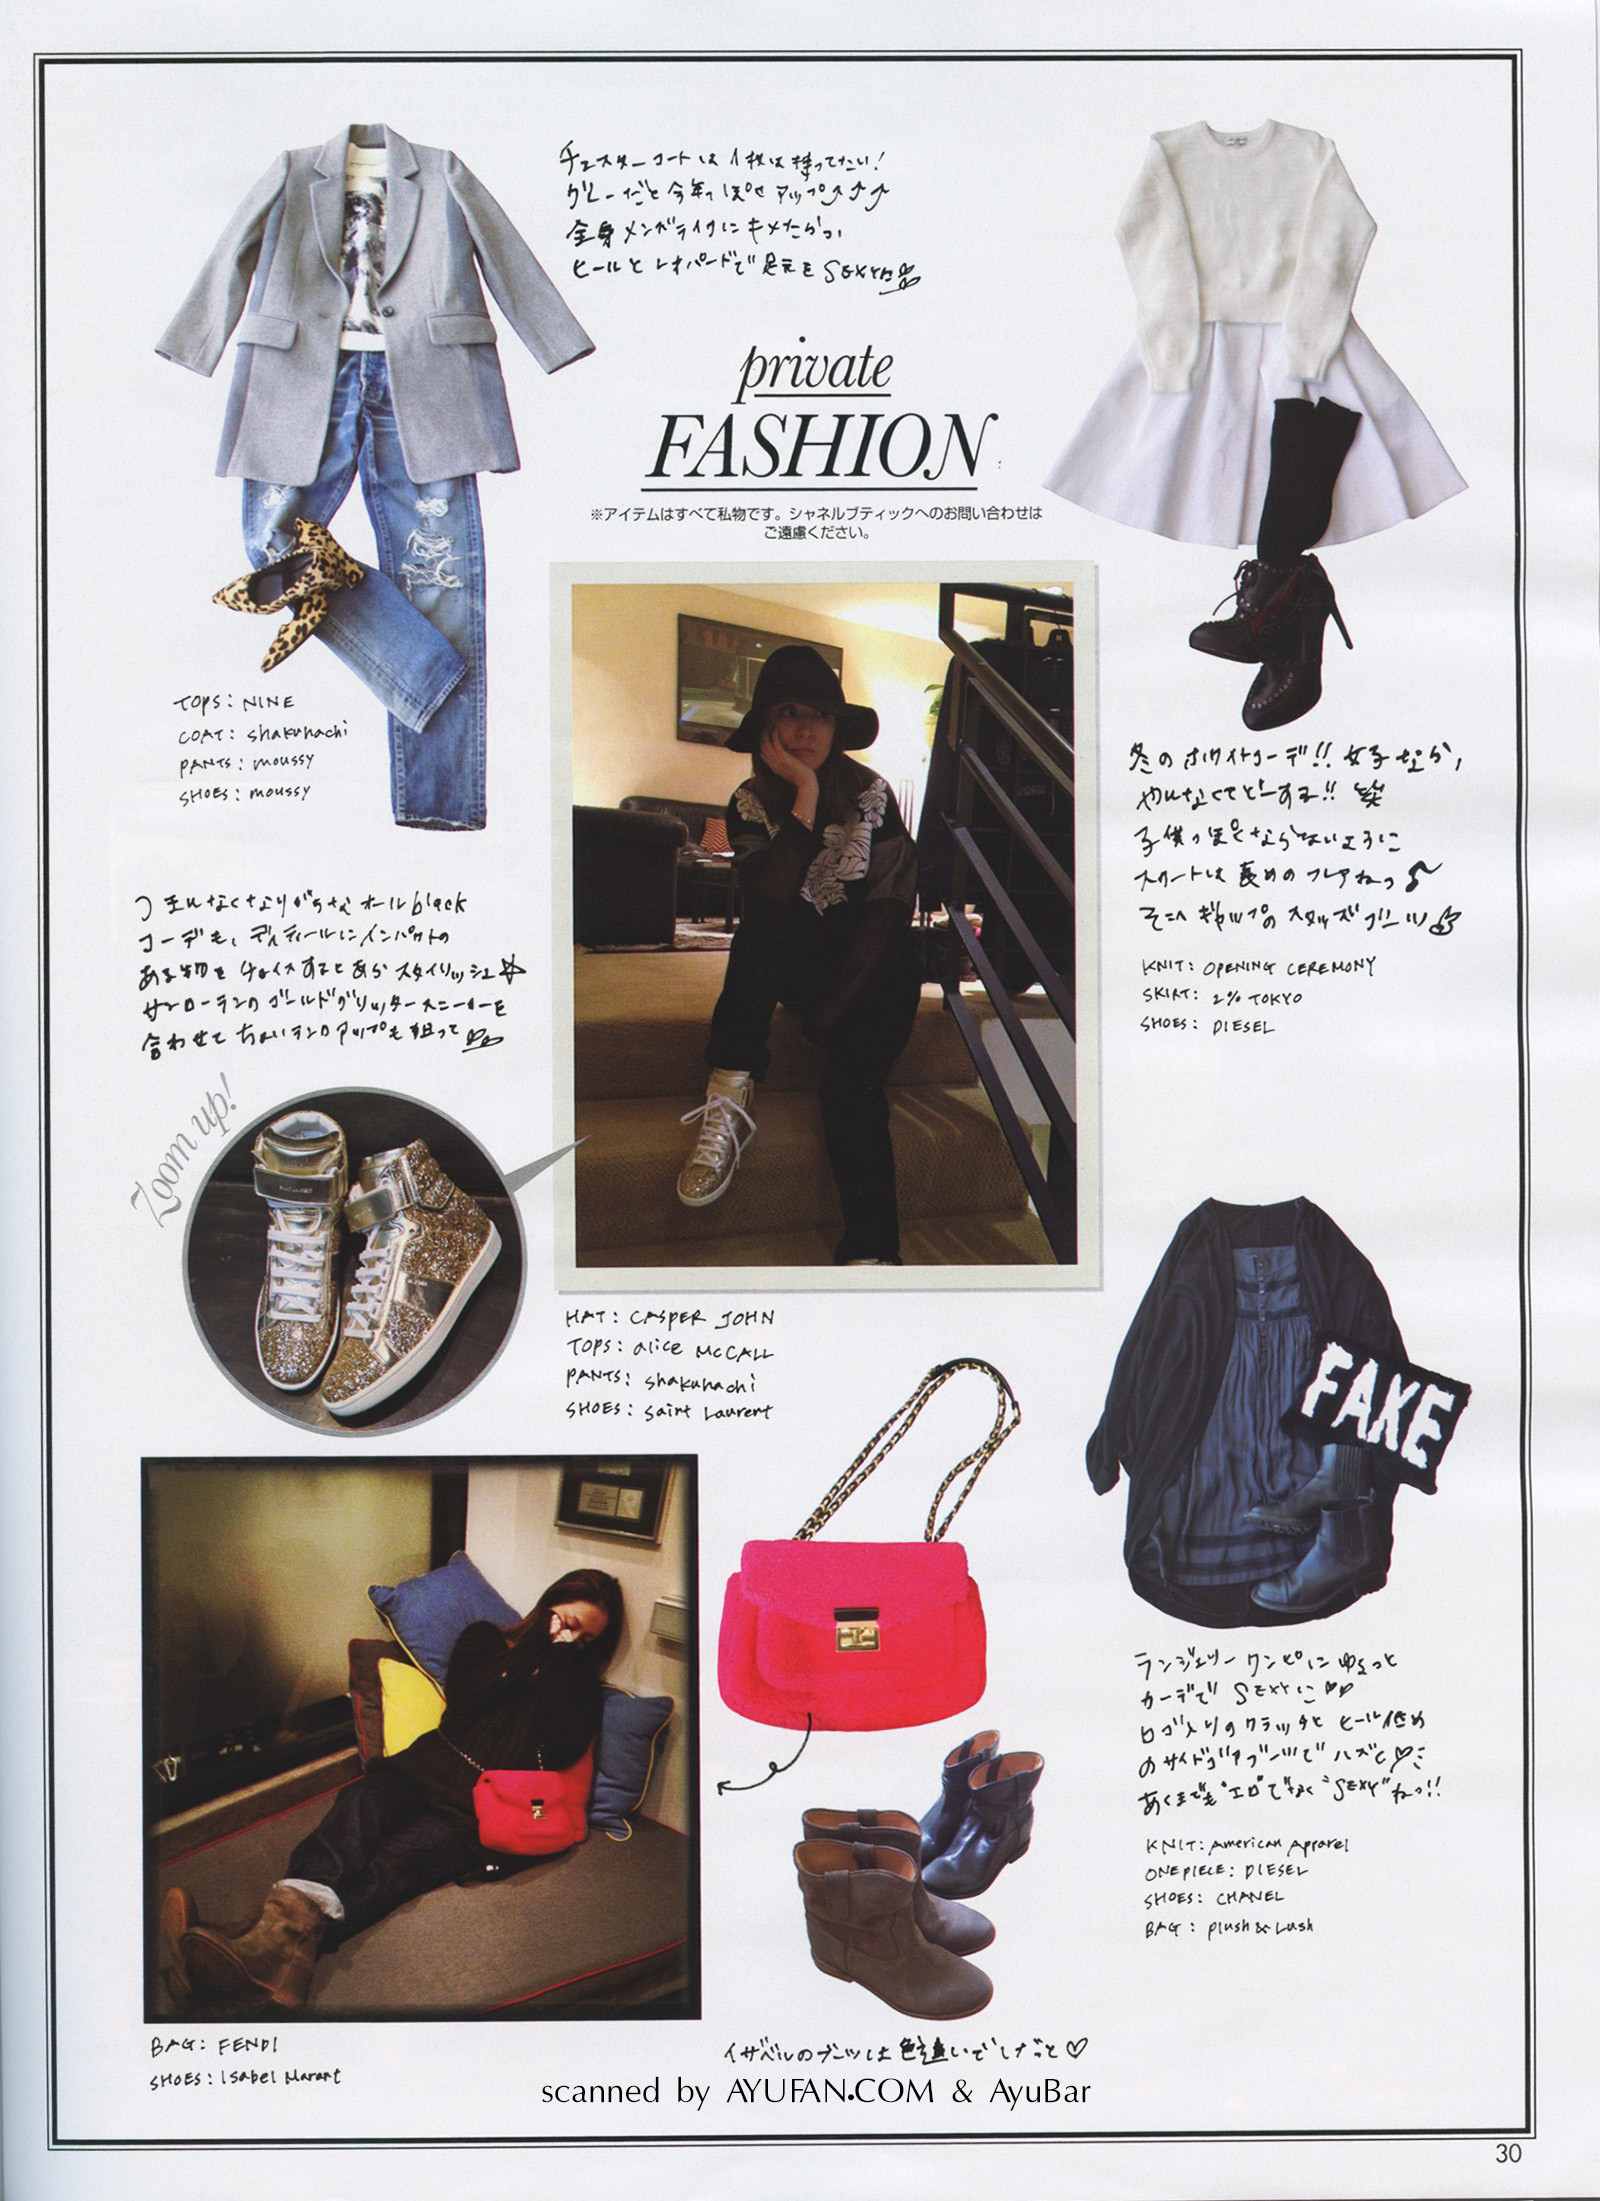 チェスターコートは1枚は持ってたい!
グレーだと今年っぽさアップ⤴⤴⤴
全身メンズライクにキメたらっ、
ヒールとレオパードで足元をSEXYに
private
FASHION
※アイテムはすべて私物です。シャネルブティックへのお問い合わせは
ご遠慮ください。
TOPS: NINE
COAT: shakuhachi
PANTS: moussy
SHOES: moussy
冬のホワイトコーデ!! 女子なら、
やんなくてどーする!! 笑
子供っぽくならないように
スカートは長めのフレアねっ♪
そこへギャップのスタッズブーツ
KNIT: OPENING CEREMONY
SKIRT: 2% TOKYO
SHOES: DIESEL
つまんなくなりがちなオールblack
コーデも、ディティールにインパクトの
ある物をチョイスするとあらスタイリッシュ☆
サンローランのゴールドグリッタースニーカーを
合わせてちょいテンロアップも狙って
Zoom up!
HAT: CASPER JOHN
TOPS: alice McCALL
PANTS: shakuhachi
SHOES: Saint Laurent
FAKE
ランジェリーワンピにゆるっと
カーデでSEXYに♡♡
ロゴ入りのクラッチとヒール低め
のサイドゴアブーツでハズし♡
あくまでも"エロ"でなく"SEXY"ねっ!!
KNIT: American Apparel
ONEPIECE: DIESEL
SHOES: CHANEL
BAG: plush & Lush
BAG: FENDI
SHOES: Isabel Marant
イザベルのブーツは色違いでしげっと♡
scanned by AYUFAN.COM & AyuBar
30